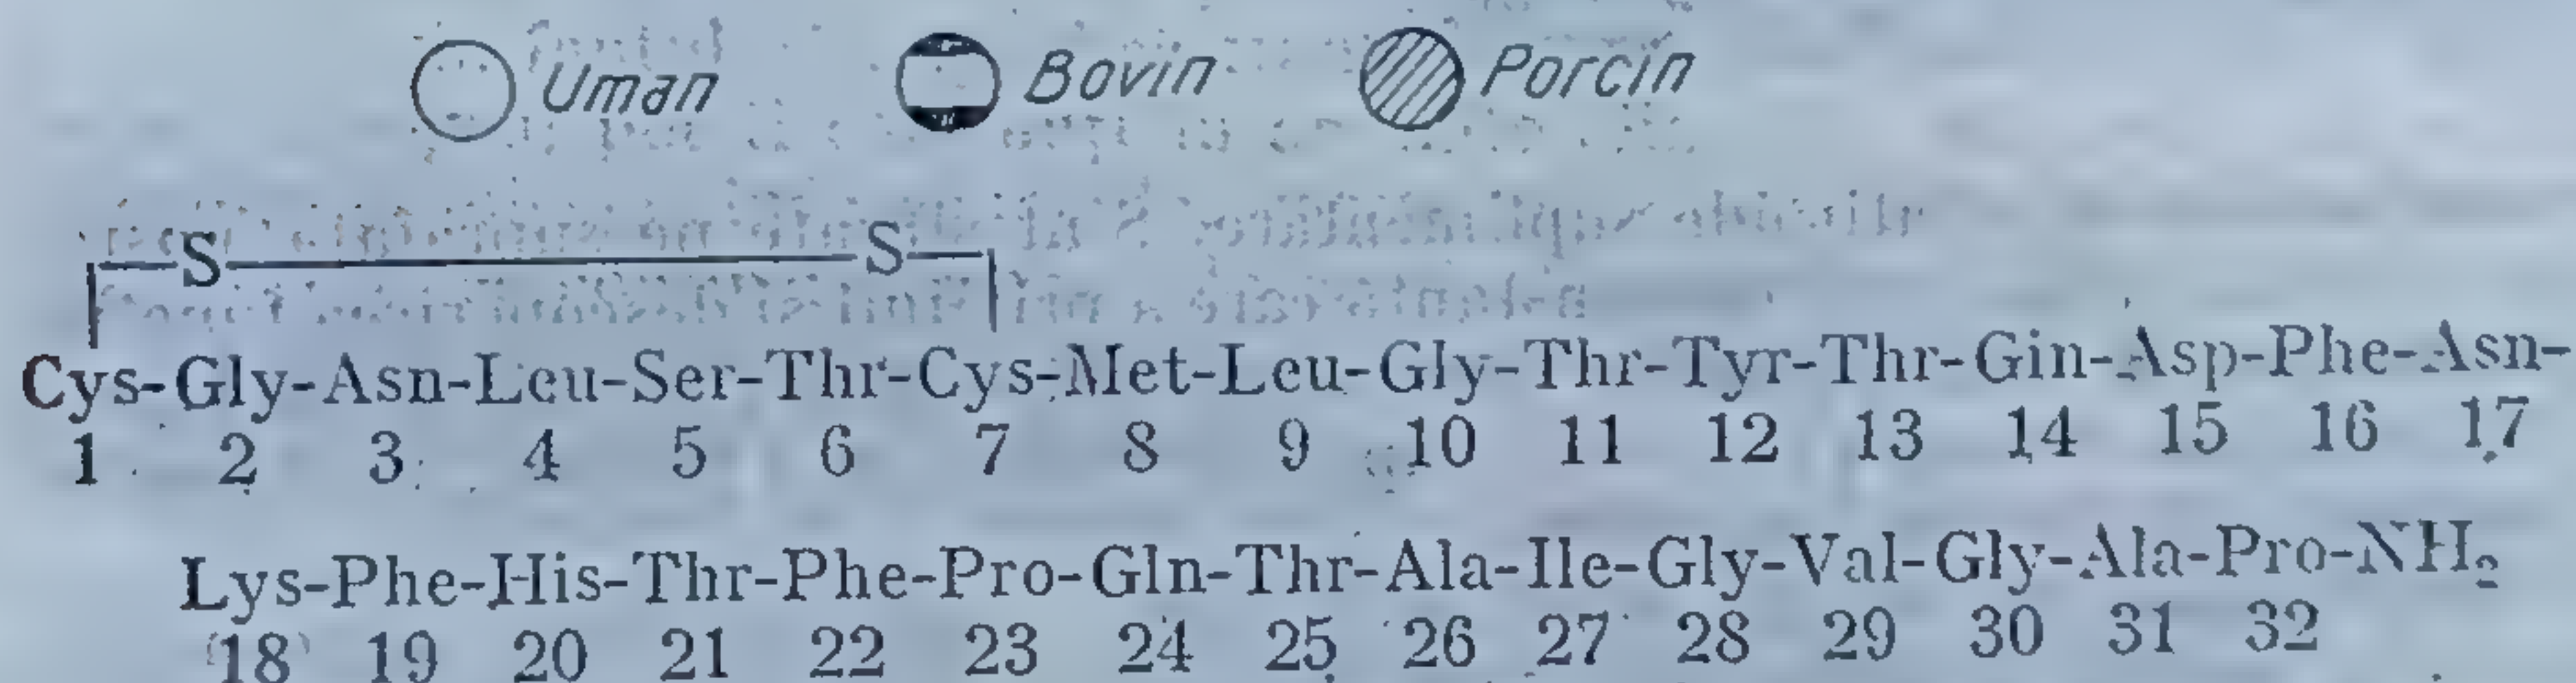 Uman Bovin Porcin
S S
Cys-Gly-Asn-Leu-Ser-Thr-Cys-Met-Leu-Gly-Thr-Tyr-Thr-Gin-Asp-Phe-Asn-
1 2 3 4 5 6 7 8 9 10 11 12 13 14 15 16 17
Lys-Phe-His-Thr-Phe-Pro-Gln-Thr-Ala-Ile-Gly-Val-Gly-Ala-Pro-NH₂
18 19 20 21 22 23 24 25 26 27 28 29 30 31 32